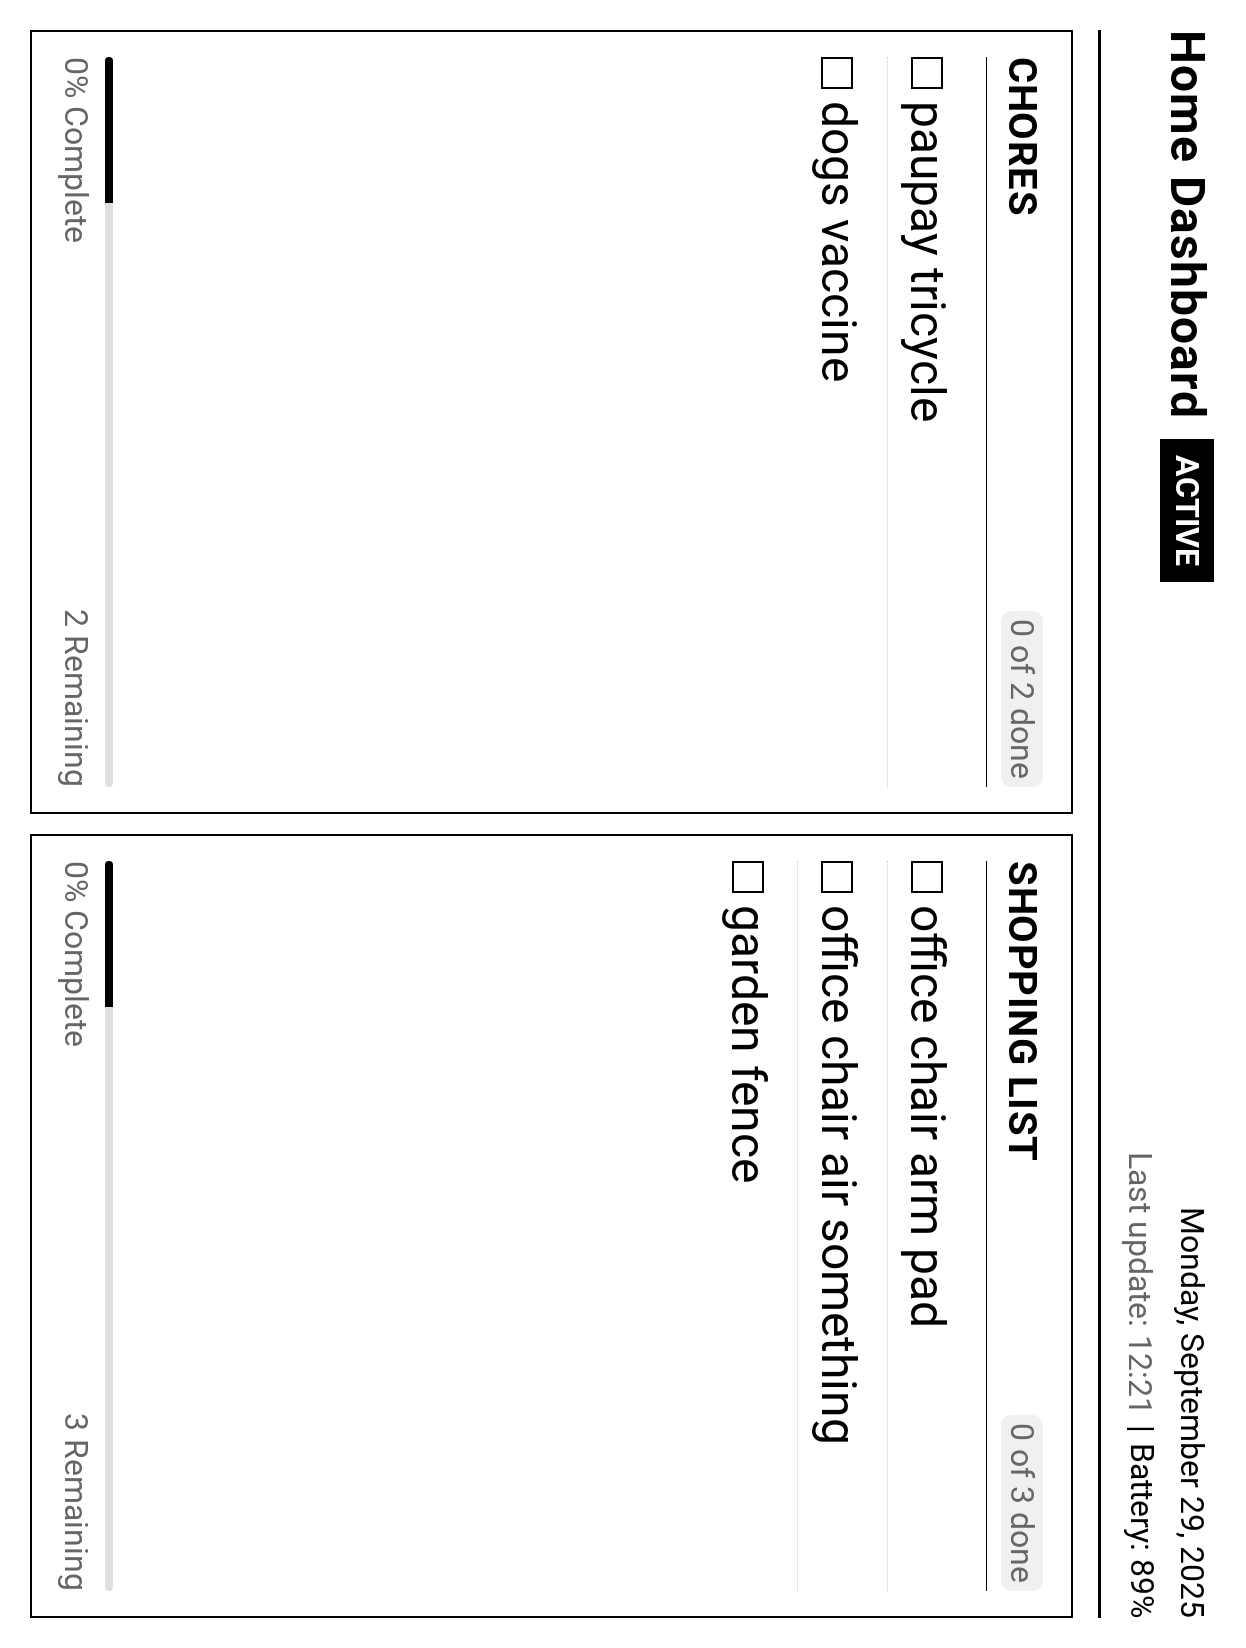 Home Dashboard ACTIVE
Monday, September 29, 2025
Last update: 12:21 | Battery: 89%
CHORES
0 of 2 done
paupay tricycle
dogs vaccine
0% Complete
2 Remaining
SHOPPING LIST
0 of 3 done
office chair arm pad
office chair air something
garden fence
0% Complete
3 Remaining